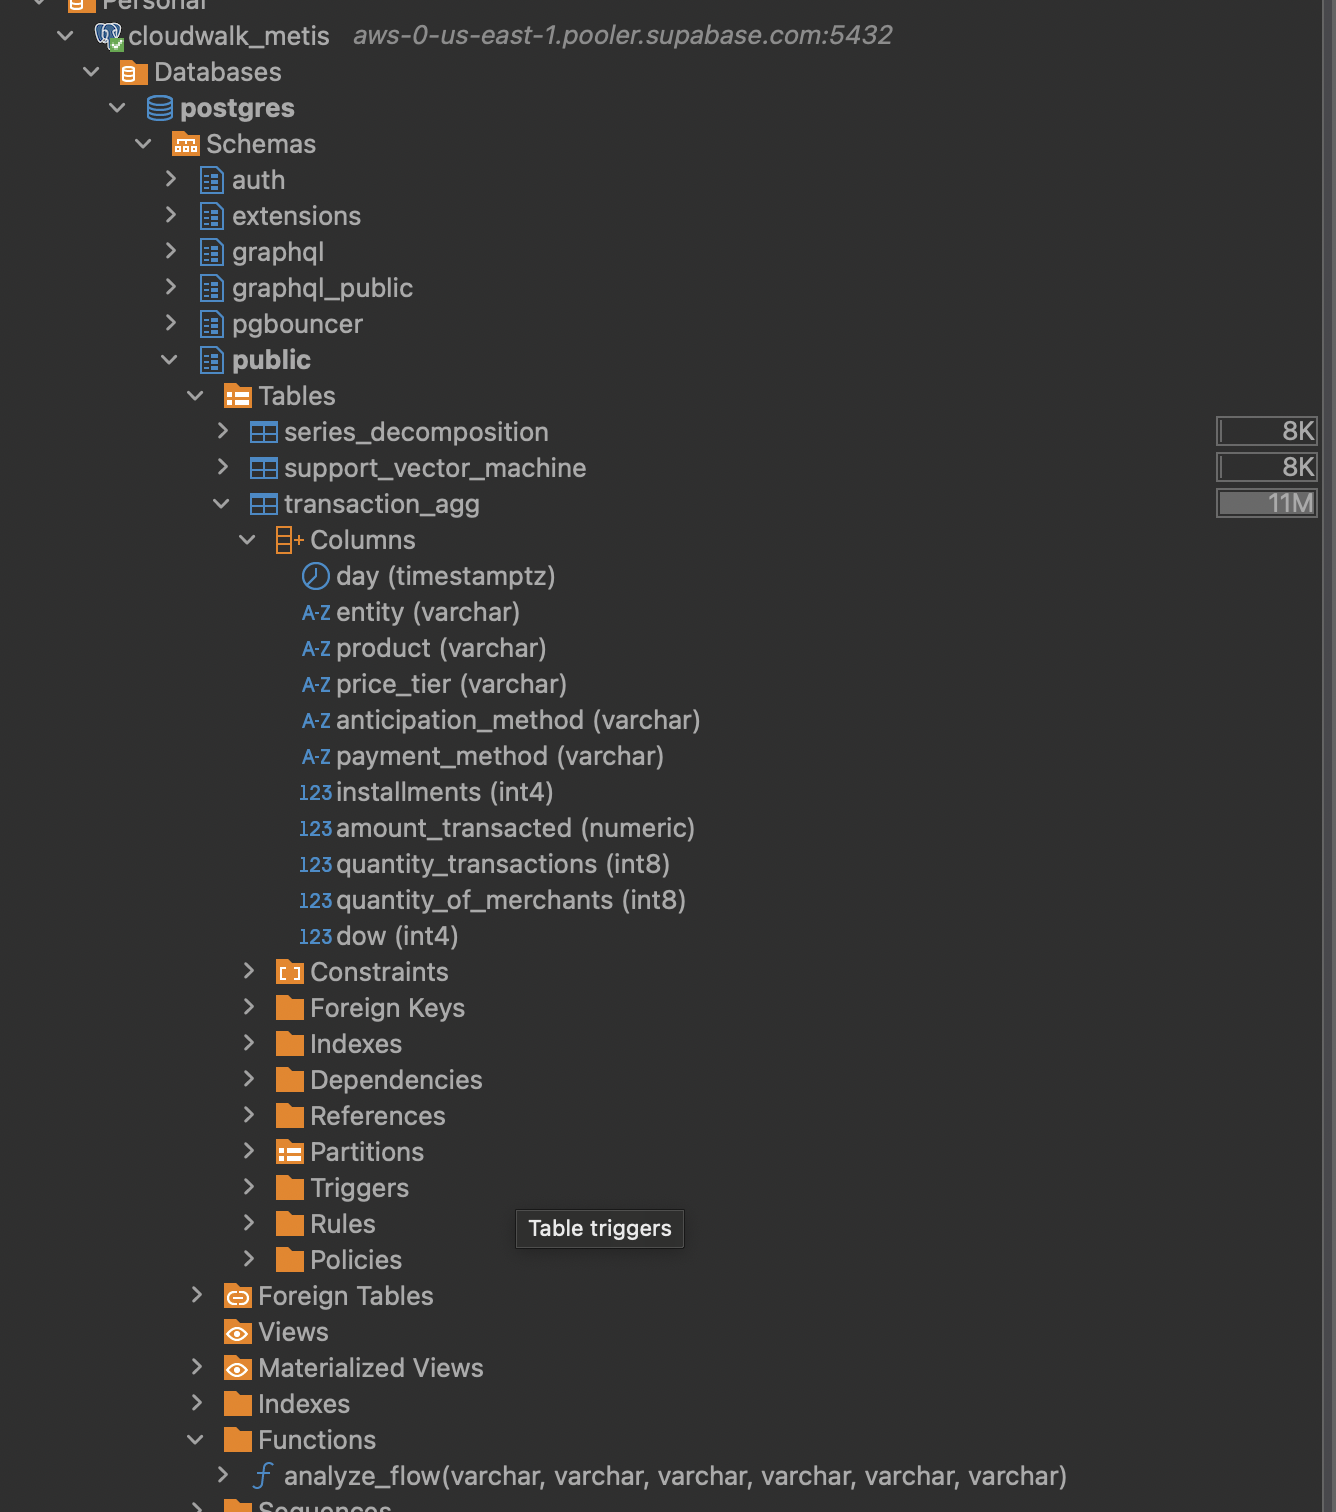 Personal
cloudwalk_metis aws-0-us-east-1.pooler.supabase.com:5432
Databases
postgres
Schemas
auth
extensions
graphql
graphql_public
pgbouncer
public
Tables
series_decomposition 8K
support_vector_machine 8K
transaction_agg 11M
Columns
day (timestamptz)
A-Z entity (varchar)
A-Z product (varchar)
A-Z price_tier (varchar)
A-Z anticipation_method (varchar)
A-Z payment_method (varchar)
123 installments (int4)
123 amount_transacted (numeric)
123 quantity_transactions (int8)
123 quantity_of_merchants (int8)
123 dow (int4)
Constraints
Foreign Keys
Indexes
Dependencies
References
Partitions
Triggers
Rules
Table triggers
Policies
Foreign Tables
Views
Materialized Views
Indexes
Functions
analyze_flow(varchar, varchar, varchar, varchar, varchar, varchar)
Sequences